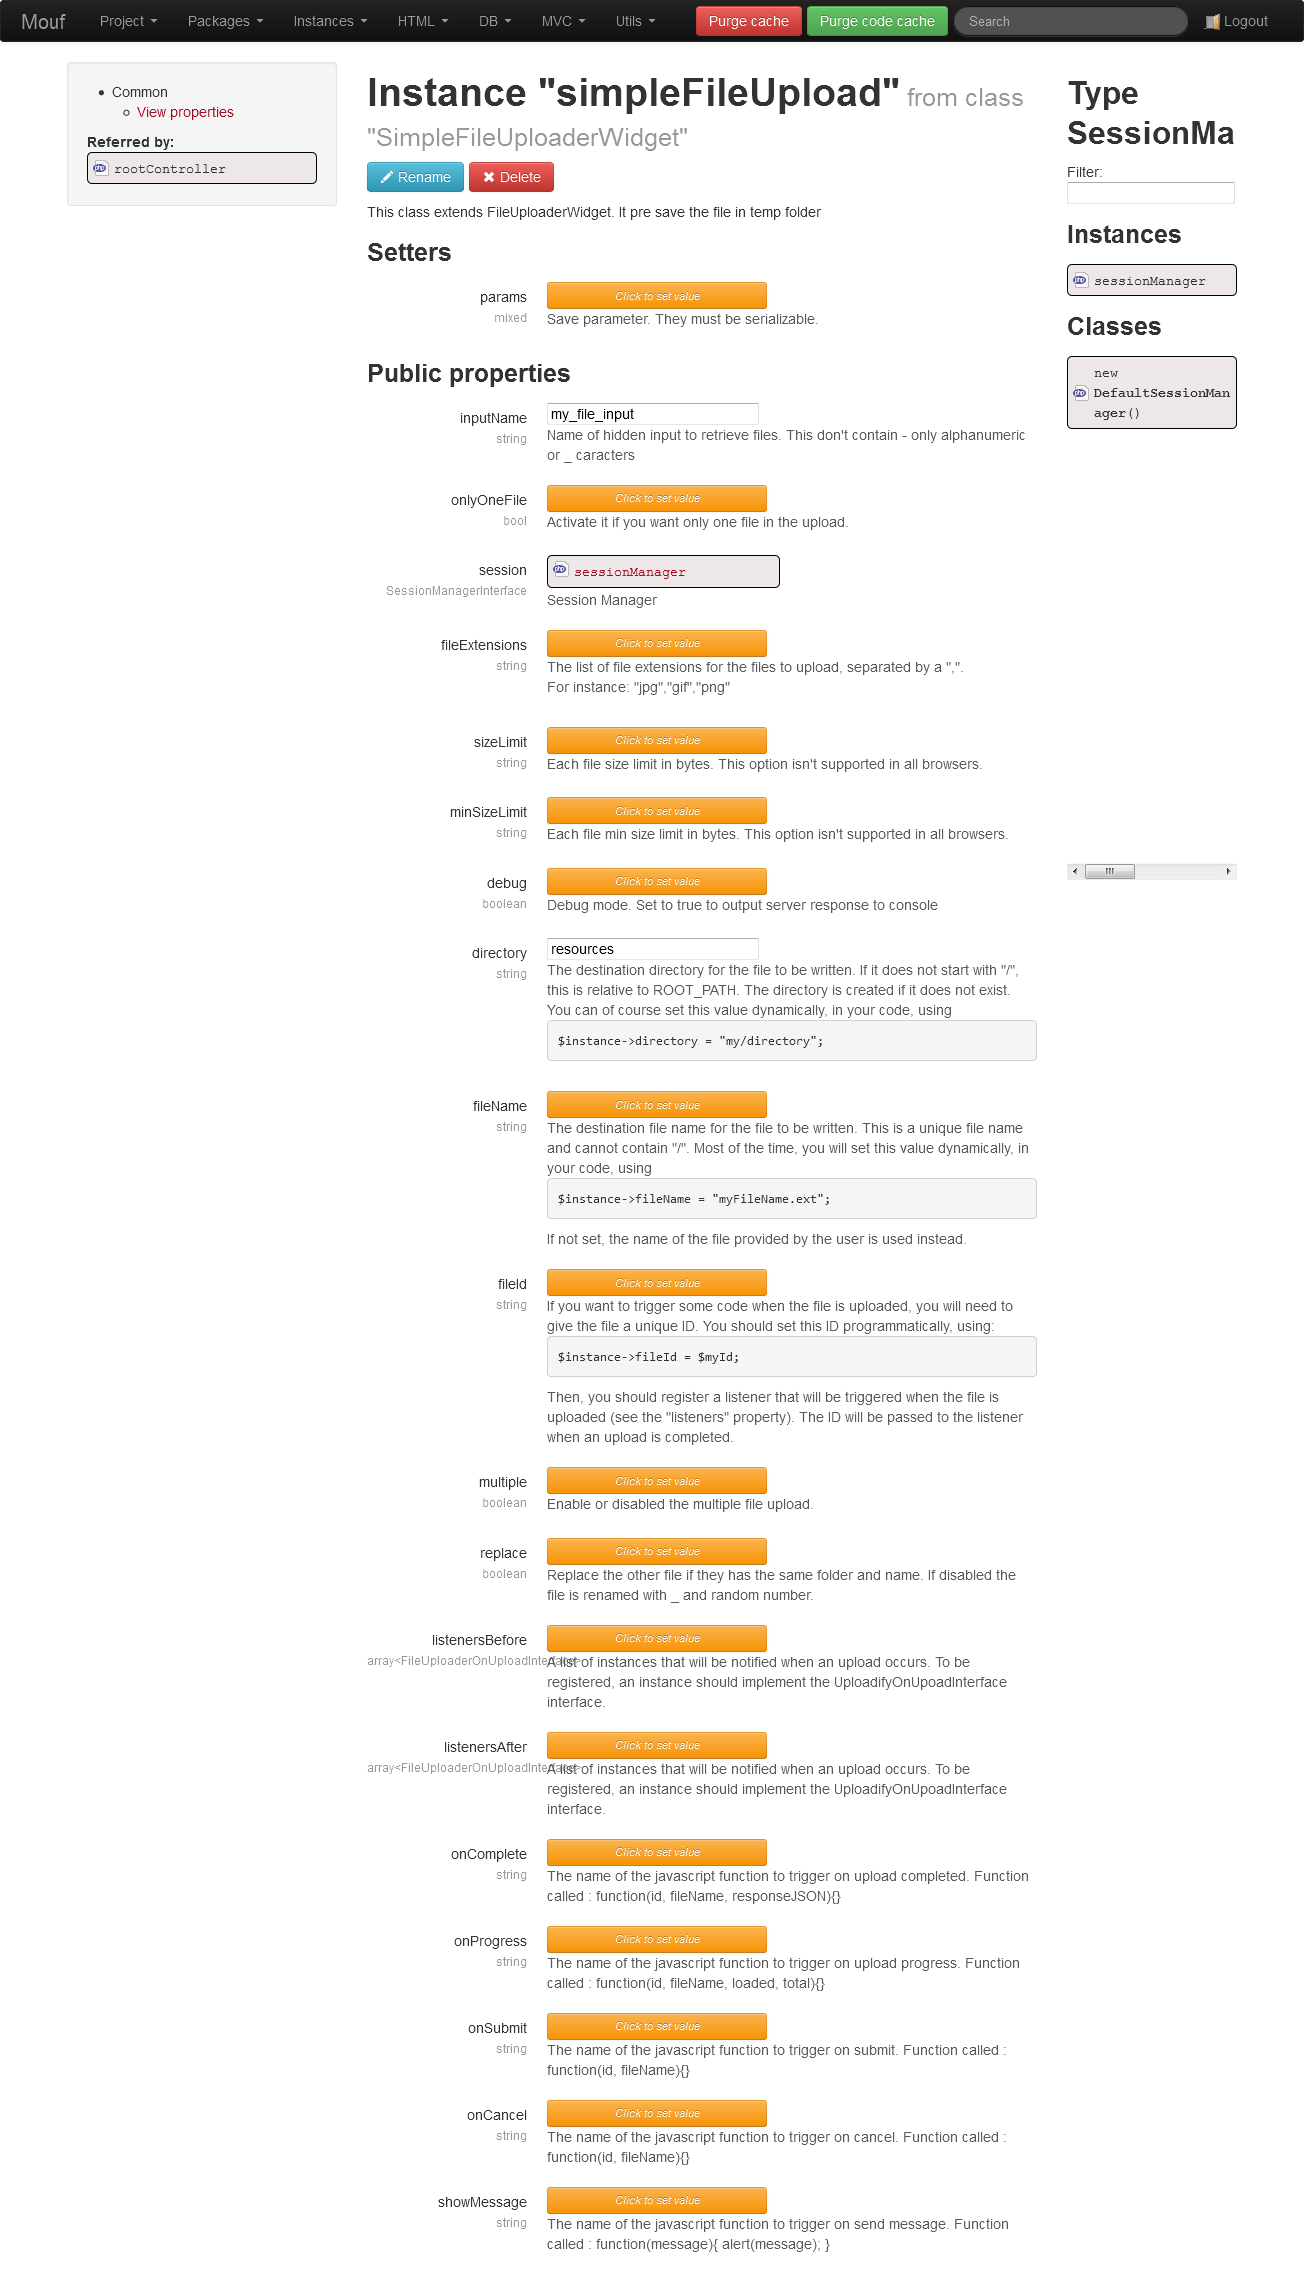 Mouf
Project
Packages
Instances
HTML
DB
MVC
Utils
Purge cache
Purge code cache
Search
Logout
Common
View properties
Referred by:
rootController
Instance "simpleFileUpload" from class
"SimpleFileUploaderWidget"
Rename
Delete
This class extends FileUploaderWidget. It pre save the file in temp folder
Setters
params
mixed
Click to set value
Save parameter. They must be serializable.
Public properties
inputName
string
my_file_input
Name of hidden input to retrieve files. This don't contain - only alphanumeric
or _ caracters
onlyOneFile
bool
Click to set value
Activate it if you want only one file in the upload.
session
SessionManagerInterface
sessionManager
Session Manager
fileExtensions
string
Click to set value
The list of file extensions for the files to upload, separated by a ",".
For instance: "jpg","gif","png"
sizeLimit
string
Click to set value
Each file size limit in bytes. This option isn't supported in all browsers.
minSizeLimit
string
Click to set value
Each file min size limit in bytes. This option isn't supported in all browsers.
debug
boolean
Click to set value
Debug mode. Set to true to output server response to console
directory
string
resources
The destination directory for the file to be written. If it does not start with "/",
this is relative to ROOT_PATH. The directory is created if it does not exist.
You can of course set this value dynamically, in your code, using
$instance->directory = "my/directory";
fileName
string
Click to set value
The destination file name for the file to be written. This is a unique file name
and cannot contain "/". Most of the time, you will set this value dynamically, in
your code, using
$instance->fileName = "myFileName.ext";
If not set, the name of the file provided by the user is used instead.
fileId
string
Click to set value
If you want to trigger some code when the file is uploaded, you will need to
give the file a unique ID. You should set this ID programmatically, using:
$instance->fileId = $myId;
Then, you should register a listener that will be triggered when the file is
uploaded (see the "listeners" property). The ID will be passed to the listener
when an upload is completed.
multiple
boolean
Click to set value
Enable or disabled the multiple file upload.
replace
boolean
Click to set value
Replace the other file if they has the same folder and name. If disabled the
file is renamed with _ and random number.
listenersBefore
array<FileUploaderOnUploadInterface>
Click to set value
A list of instances that will be notified when an upload occurs. To be
registered, an instance should implement the UploadifyOnUpoadInterface
interface.
listenersAfter
array<FileUploaderOnUploadInterface>
Click to set value
A list of instances that will be notified when an upload occurs. To be
registered, an instance should implement the UploadifyOnUpoadInterface
interface.
onComplete
string
Click to set value
The name of the javascript function to trigger on upload completed. Function
called : function(id, fileName, responseJSON){}
onProgress
string
Click to set value
The name of the javascript function to trigger on upload progress. Function
called : function(id, fileName, loaded, total){}
onSubmit
string
Click to set value
The name of the javascript function to trigger on submit. Function called :
function(id, fileName){}
onCancel
string
Click to set value
The name of the javascript function to trigger on cancel. Function called :
function(id, fileName){}
showMessage
string
Click to set value
The name of the javascript function to trigger on send message. Function
called : function(message){ alert(message); }
Type
SessionMa
Filter:
Instances
sessionManager
Classes
new
DefaultSessionMan
ager()